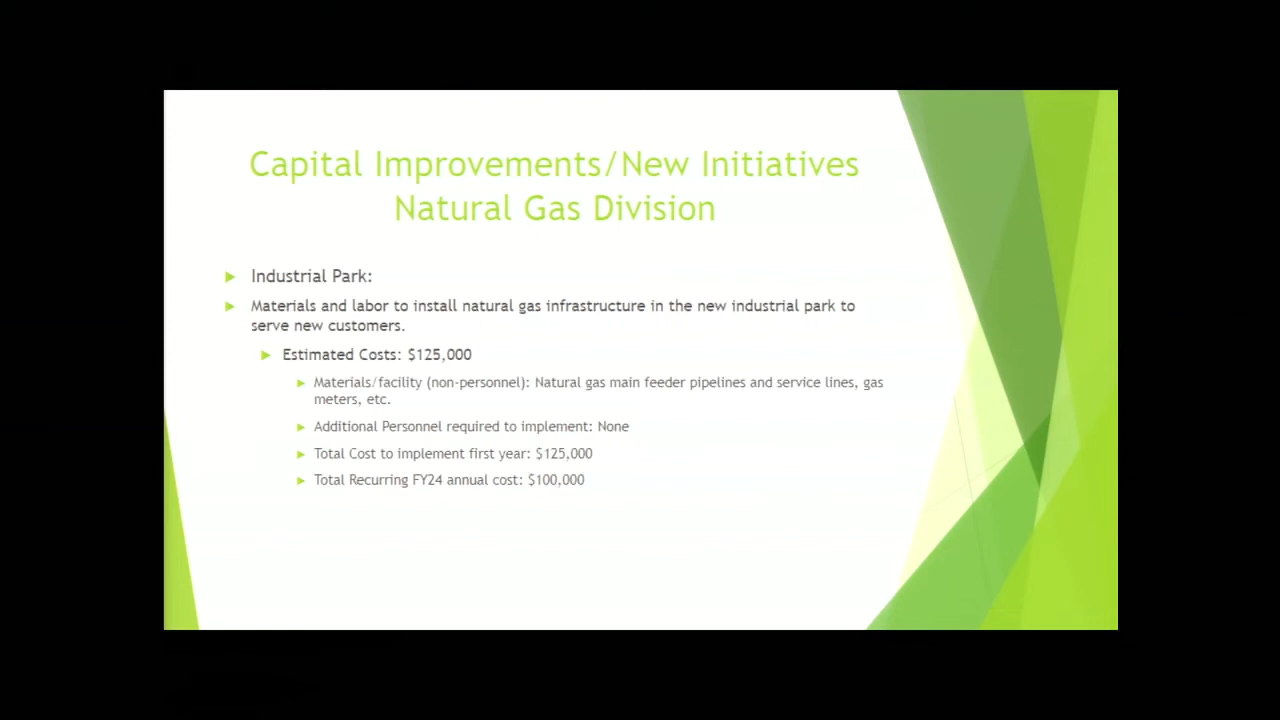 Capital Improvements/New Initiatives
Natural Gas Division
Industrial Park:
Materials and labor to install natural gas infrastructure in the new industrial park to
serve new customers.
Estimated Costs: $125,000
Materials/facility (non-personnel): Natural gas main feeder pipelines and service lines, gas
meters, etc.
Additional Personnel required to implement: None
Total Cost to implement first year: $125,000
Total Recurring FY24 annual cost: $100,000